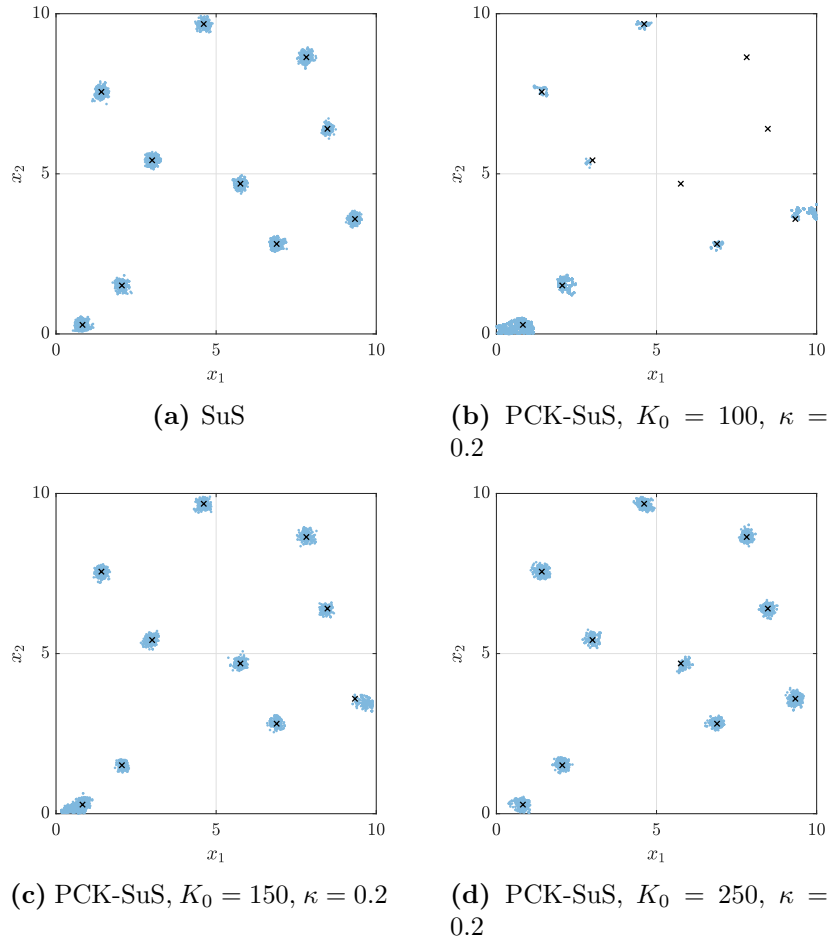 10
5
0
x₂
0 5 10
x₁
(a) SuS
10
5
0
x₂
0 5 10
x₁
(b) PCK-SuS, K₀ = 100, κ =
0.2
10
5
0
x₂
0 5 10
x₁
(c) PCK-SuS, K₀ = 150, κ = 0.2
10
5
0
x₂
0 5 10
x₁
(d) PCK-SuS, K₀ = 250, κ =
0.2